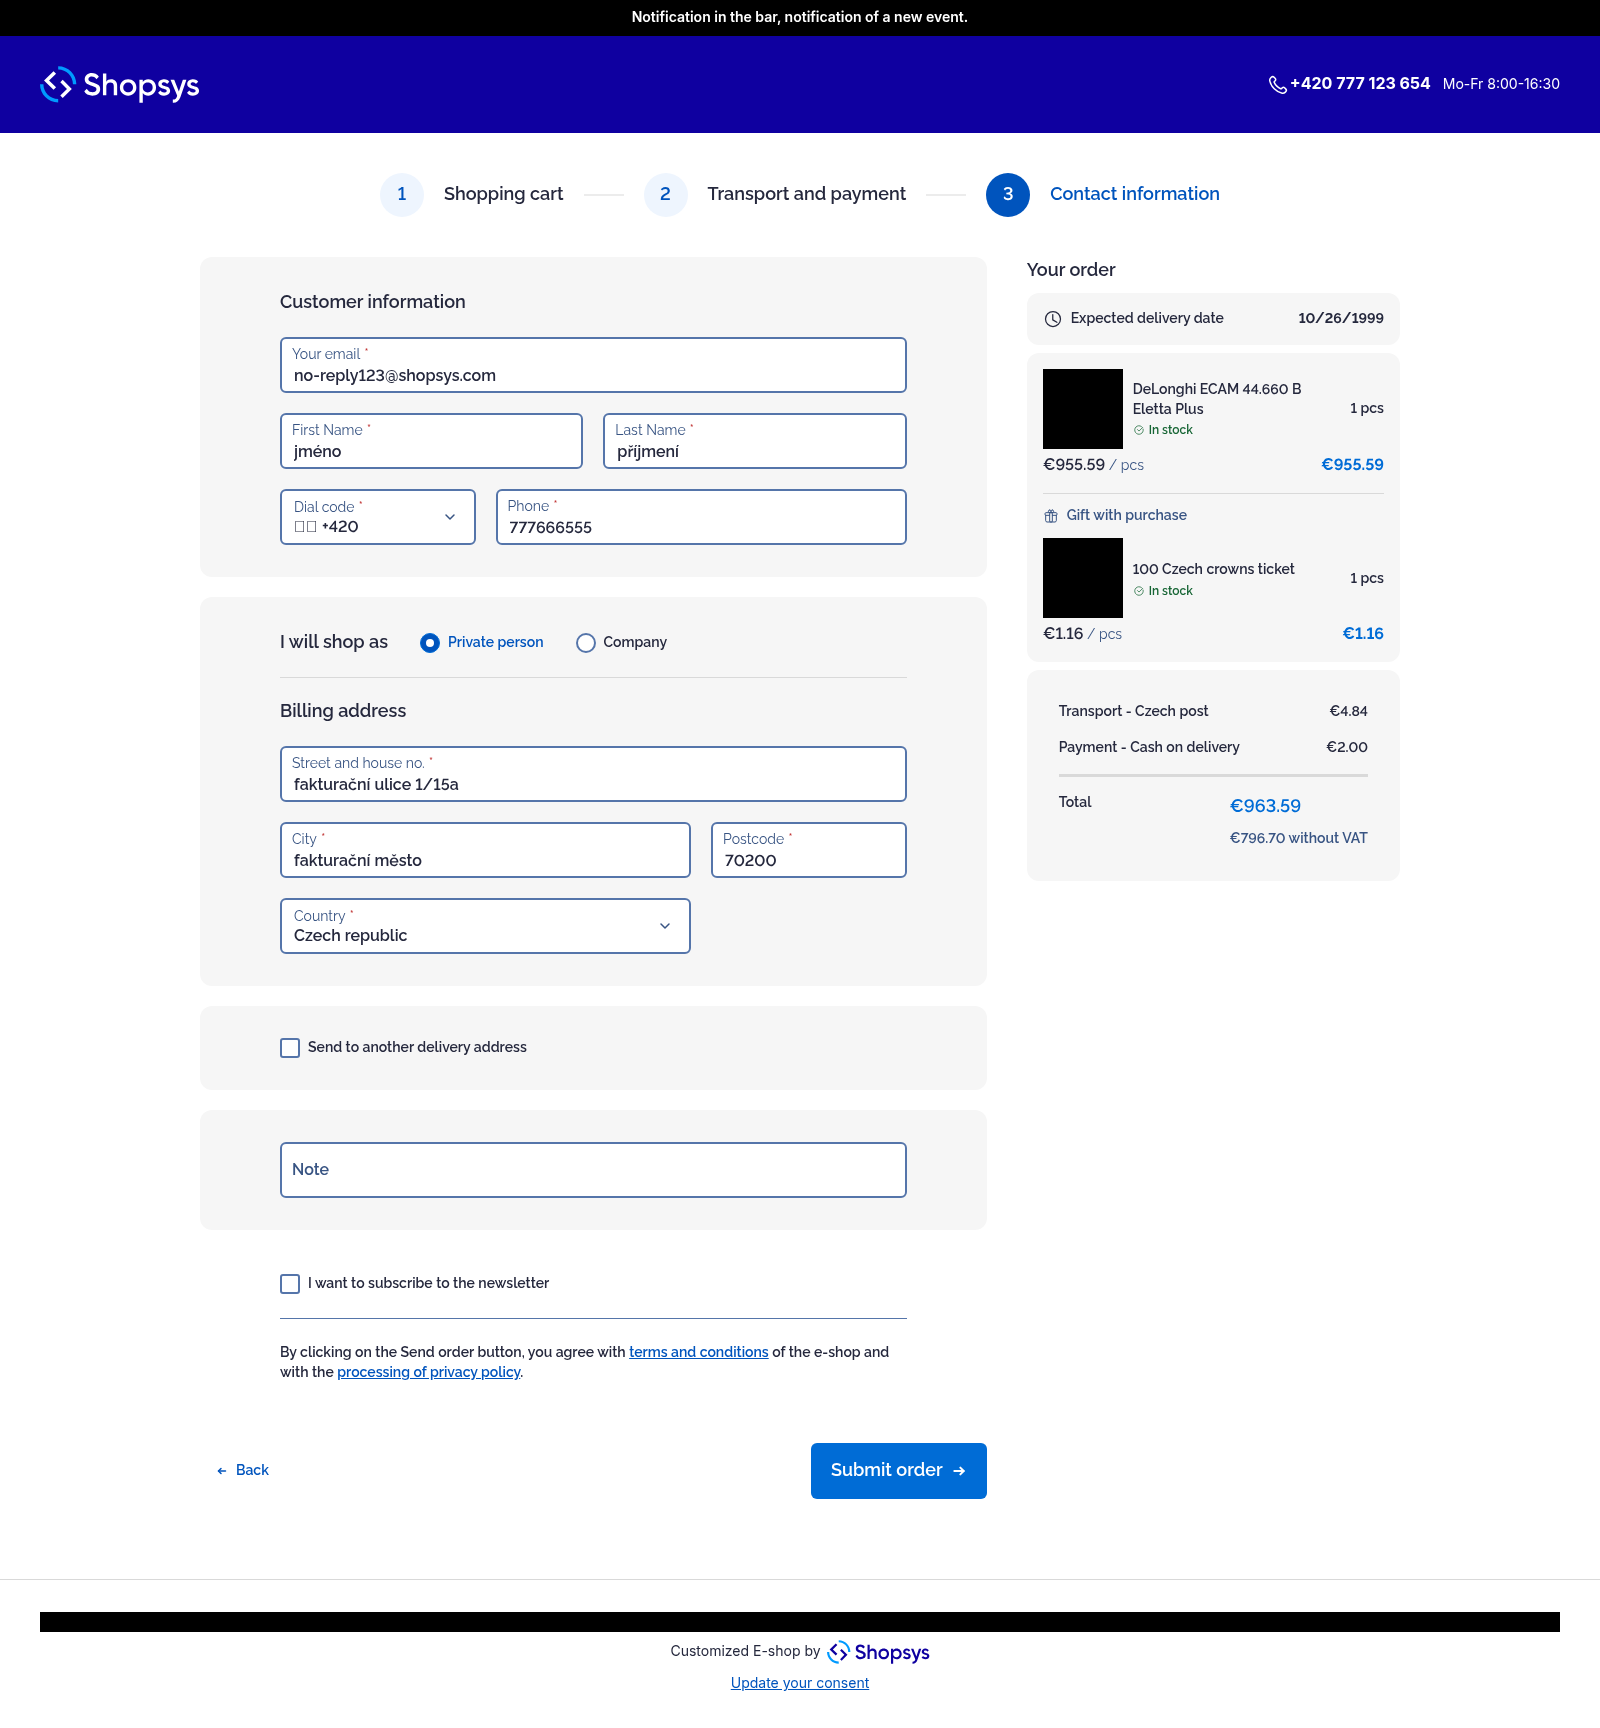 Notification in the bar, notification of a new event.
Shopsys
+420 777 123 654 Mo-Fr 8:00-16:30
1 Shopping cart 2 Transport and payment 3 Contact information
Customer information
Your email *
no-reply123@shopsys.com
First Name *
jméno
Last Name *
příjmení
Dial code *
+420
Phone *
777666555
I will shop as Private person Company
Billing address
Street and house no. *
fakturační ulice 1/15a
City *
fakturační město
Postcode *
70200
Country *
Czech republic
Send to another delivery address
Note
I want to subscribe to the newsletter
By clicking on the Send order button, you agree with terms and conditions of the e-shop and
with the processing of privacy policy.
Back
Submit order
Your order
Expected delivery date 10/26/1999
DeLonghi ECAM 44.660 B
Eletta Plus
1 pcs
In stock
€955.59 / pcs €955.59
Gift with purchase
100 Czech crowns ticket
1 pcs
In stock
€1.16 / pcs €1.16
Transport - Czech post €4.84
Payment - Cash on delivery €2.00
Total €963.59
€796.70 without VAT
Customized E-shop by Shopsys
Update your consent